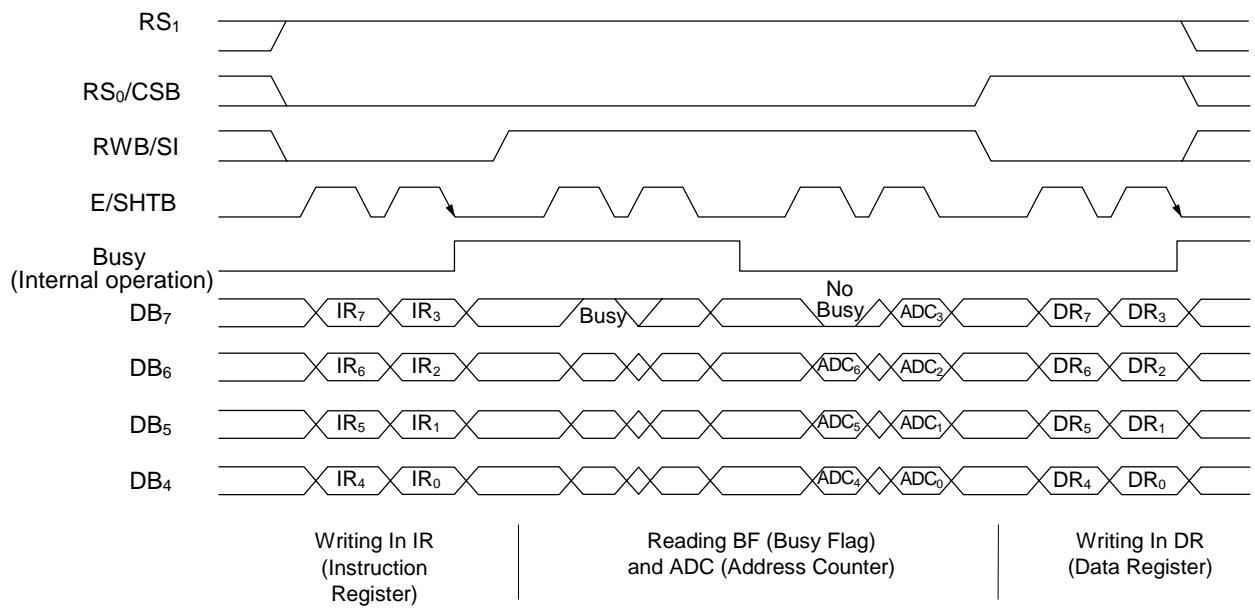 RS₁
RS₀/CSB
RWB/SI
E/SHTB
Busy
(Internal operation)
No
DB₇ IR₇ IR₃ Busy Busy ADC₃ DR₇ DR₃
DB₆ IR₆ IR₂ ADC₆ ADC₂ DR₆ DR₂
DB₅ IR₅ IR₁ ADC₅ ADC₁ DR₅ DR₁
DB₄ IR₄ IR₀ ADC₄ ADC₀ DR₄ DR₀
Writing In IR
(Instruction
Register)
Reading BF (Busy Flag)
and ADC (Address Counter)
Writing In DR
(Data Register)